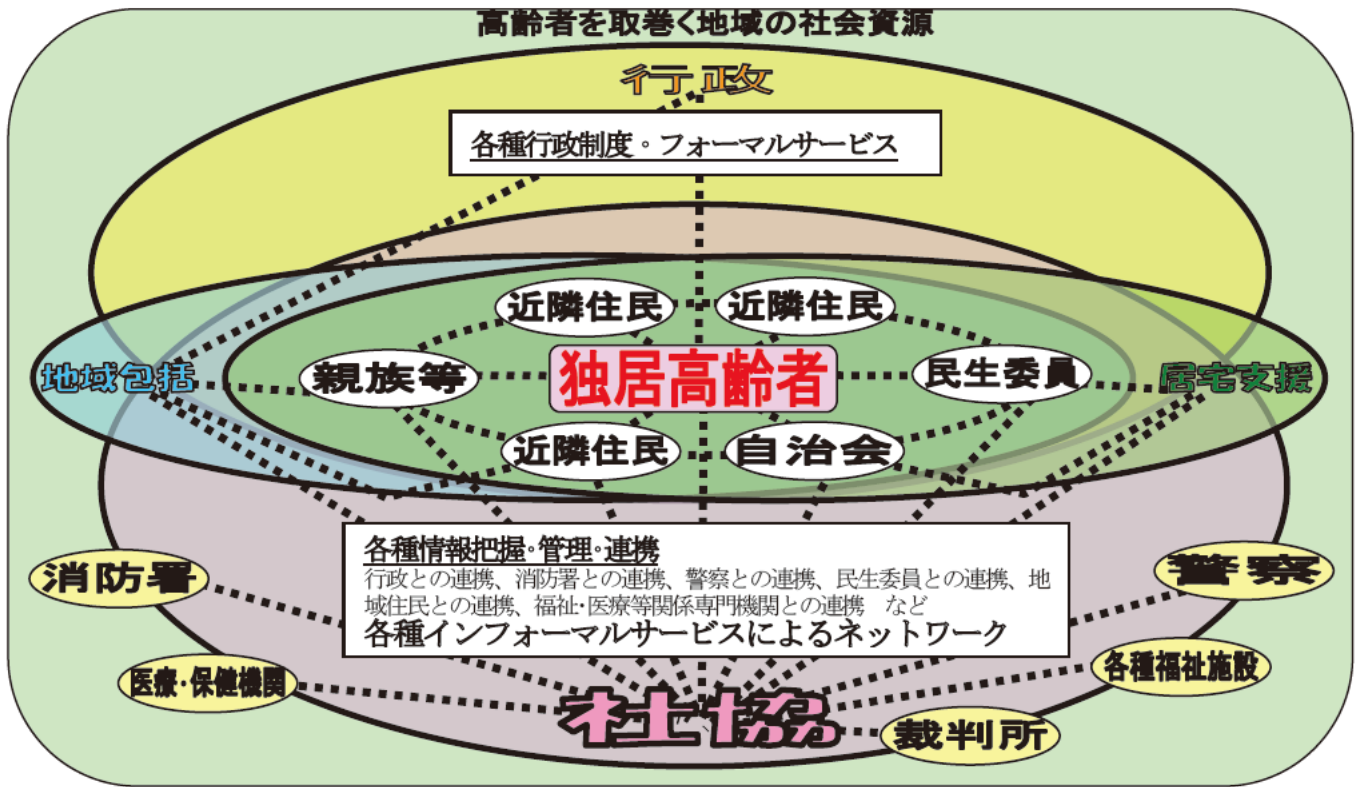 高齢者を取巻く地域の社会資源
行政
各種行政制度・フォーマルサービス
近隣住民
近隣住民
地域包括
親族等
独居高齢者
民生委員
居宅支援
近隣住民
自治会
各種情報把握・管理・連携
行政との連携、消防署との連携、警察との連携、民生委員との連携、地
域住民との連携、福祉・医療等関係専門機関との連携　など
各種インフォーマルサービスによるネットワーク
消防署
警察
医療・保健機関
各種福祉施設
社協
裁判所